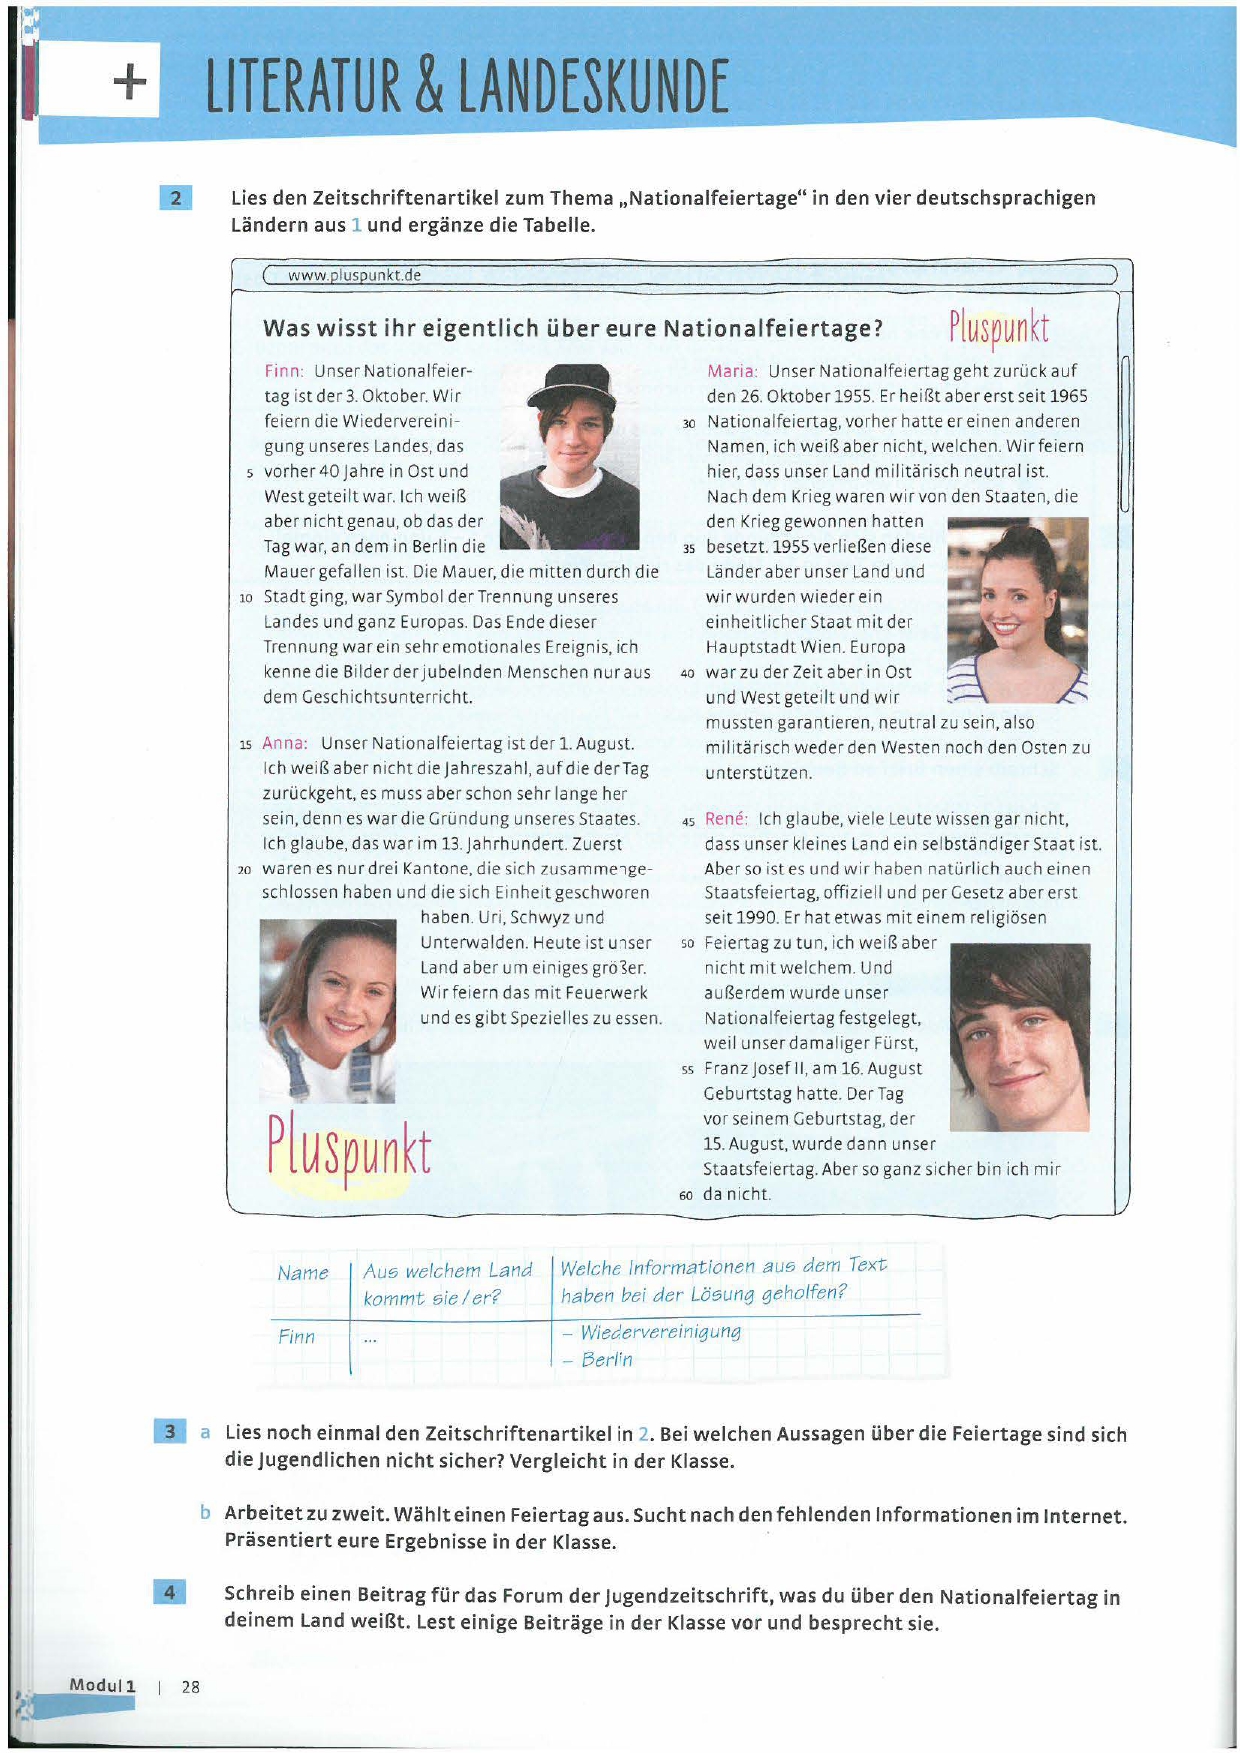 + LITERATUR & LANDESKUNDE
2 Lies den Zeitschriftenartikel zum Thema „Nationalfeiertage“ in den vier deutschsprachigen
Ländern aus 1 und ergänze die Tabelle.
www.pluspunkt.de
Was wisst ihr eigentlich über eure Nationalfeiertage?
Pluspunkt
Finn: Unser Nationalfeier-
tag ist der 3. Oktober. Wir
feiern die Wiedervereini-
gung unseres Landes, das
5 vorher 40 Jahre in Ost und
West geteilt war. Ich weiß
aber nicht genau, ob das der
Tag war, an dem in Berlin die
Mauer gefallen ist. Die Mauer, die mitten durch die
10 Stadt ging, war Symbol der Trennung unseres
Landes und ganz Europas. Das Ende dieser
Trennung war ein sehr emotionales Ereignis, ich
kenne die Bilder der jubelnden Menschen nur aus
dem Geschichtsunterricht.
15 Anna: Unser Nationalfeiertag ist der 1. August.
Ich weiß aber nicht die Jahreszahl, auf die der Tag
zurückgeht, es muss aber schon sehr lange her
sein, denn es war die Gründung unseres Staates.
Ich glaube, das war im 13. Jahrhundert. Zuerst
20 waren es nur drei Kantone, die sich zusammenge-
schlossen haben und die sich Einheit geschworen
haben. Uri, Schwyz und
Unterwalden. Heute ist unser
Land aber um einiges größer.
Wir feiern das mit Feuerwerk
und es gibt Spezielles zu essen.
Pluspunkt
Maria: Unser Nationalfeiertag geht zurück auf
den 26. Oktober 1955. Er heißt aber erst seit 1965
30 Nationalfeiertag, vorher hatte er einen anderen
Namen, ich weiß aber nicht, welchen. Wir feiern
hier, dass unser Land militärisch neutral ist.
Nach dem Krieg waren wir von den Staaten, die
den Krieg gewonnen hatten
35 besetzt. 1955 verließen diese
Länder aber unser Land und
wir wurden wieder ein
einheitlicher Staat mit der
Hauptstadt Wien. Europa
40 war zu der Zeit aber in Ost
und West geteilt und wir
mussten garantieren, neutral zu sein, also
militärisch weder den Westen noch den Osten zu
unterstützen.
45 René: Ich glaube, viele Leute wissen gar nicht,
dass unser kleines Land ein selbständiger Staat ist.
Aber so ist es und wir haben natürlich auch einen
Staatsfeiertag, offiziell und per Gesetz aber erst
seit 1990. Er hat etwas mit einem religiösen
50 Feiertag zu tun, ich weiß aber
nicht mit welchem. Und
außerdem wurde unser
Nationalfeiertag festgelegt,
weil unser damaliger Fürst,
55 Franz Josef II, am 16. August
Geburtstag hatte. Der Tag
vor seinem Geburtstag, der
15. August, wurde dann unser
Staatsfeiertag. Aber so ganz sicher bin ich mir
60 da nicht.
Name Aus welchem Land Welche Informationen aus dem Text
kommt sie / er? haben bei der Lösung geholfen?
Finn ... – Wiedervereinigung
– Berlin
3 a Lies noch einmal den Zeitschriftenartikel in 2. Bei welchen Aussagen über die Feiertage sind sich
die Jugendlichen nicht sicher? Vergleicht in der Klasse.
b Arbeitet zu zweit. Wählt einen Feiertag aus. Sucht nach den fehlenden Informationen im Internet.
Präsentiert eure Ergebnisse in der Klasse.
4 Schreib einen Beitrag für das Forum der Jugendzeitschrift, was du über den Nationalfeiertag in
deinem Land weißt. Lest einige Beiträge in der Klasse vor und besprecht sie.
Modul 1 | 28